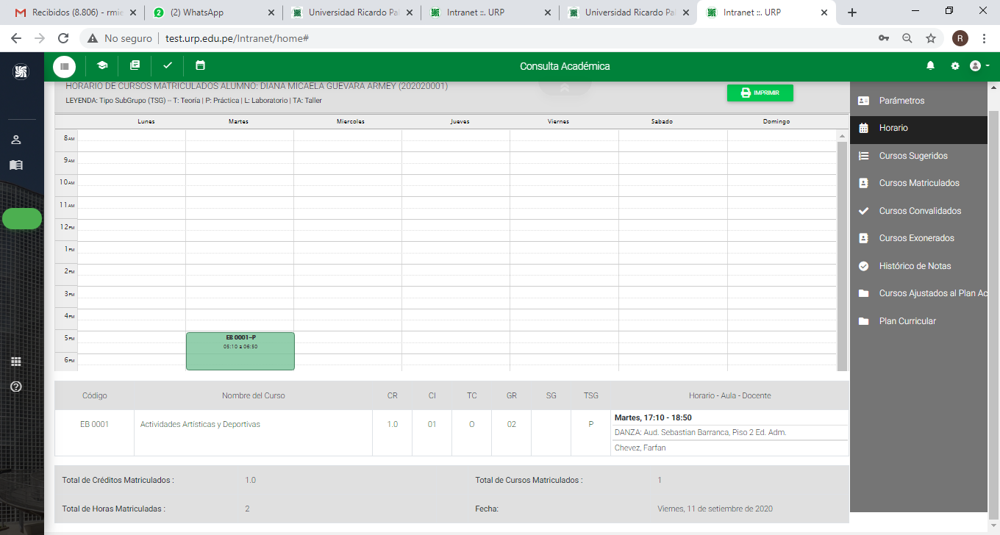 Recibidos (8.806) - rmie
(2) WhatsApp
Universidad Ricardo Pal
Intranet ::. URP
Universidad Ricardo Pal
Intranet ::. URP
No seguro
test.urp.edu.pe/Intranet/home#
R
Consulta Académica
HORARIO DE CURSOS MATRICULADOS ALUMNO: DIANA MICAELA GUEVARA ARMEY (202020001)
LEYENDA: Tipo SubGrupo (TSG) -- T: Teoría | P: Práctica | L: Laboratorio | TA: Taller
IMPRIMIR
Lunes Martes Miercoles Jueves Viernes Sabado Domingo
8AM
9AM
10AM
11AM
12PM
1PM
2PM
3PM
4PM
5PM
6PM
EB 0001-P
05:10 a 06:50
Parámetros
Horario
Cursos Sugeridos
Cursos Matriculados
Cursos Convalidados
Cursos Exonerados
Histórico de Notas
Cursos Ajustados al Plan Ac
Plan Curricular
Código Nombre del Curso CR CI TC GR SG TSG Horario - Aula - Docente
EB 0001 Actividades Artísticas y Deportivas 1.0 01 O 02 P Martes, 17:10 - 18:50
DANZA: Aud. Sebastian Barranca, Piso 2 Ed. Adm.
Chevez, Farfan
Total de Créditos Matriculados : 1.0 Total de Cursos Matriculados : 1
Total de Horas Matriculadas : 2 Fecha: Viernes, 11 de setiembre de 2020